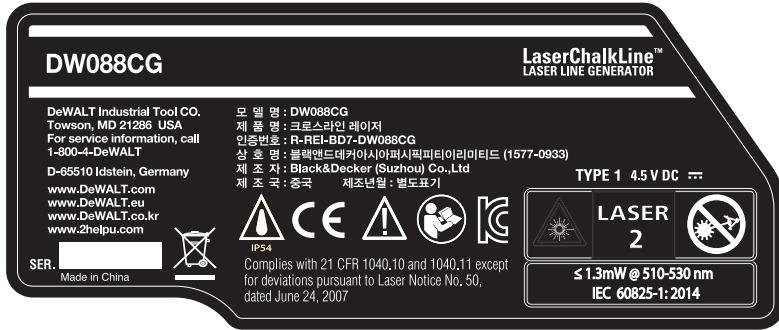 DW088CG
LaserChalkLine™
LASER LINE GENERATOR
DeWALT Industrial Tool CO.
Towson, MD 21286 USA
For service information, call
1-800-4-DeWALT
D-65510 Idstein, Germany
www.DeWALT.com
www.DeWALT.eu
www.DeWALT.co.kr
www.2helpu.com
SER.
Made in China
모 델 명 : DW088CG
제 품 명 : 크로스라인 레이저
인증번호 : R-REI-BD7-DW088CG
상 호 명 : 블랙앤드데커아시아퍼시픽피티이리미티드 (1577-0933)
제 조 자 : Black&Decker (Suzhou) Co.,Ltd
제 조 국 : 중국 제조년월 : 별도표기
IP54
CE
Complies with 21 CFR 1040.10 and 1040.11 except
for deviations pursuant to Laser Notice No. 50,
dated June 24, 2007
TYPE 1 4.5 V DC
LASER
2
≤ 1.3mW @ 510-530 nm
IEC 60825-1: 2014